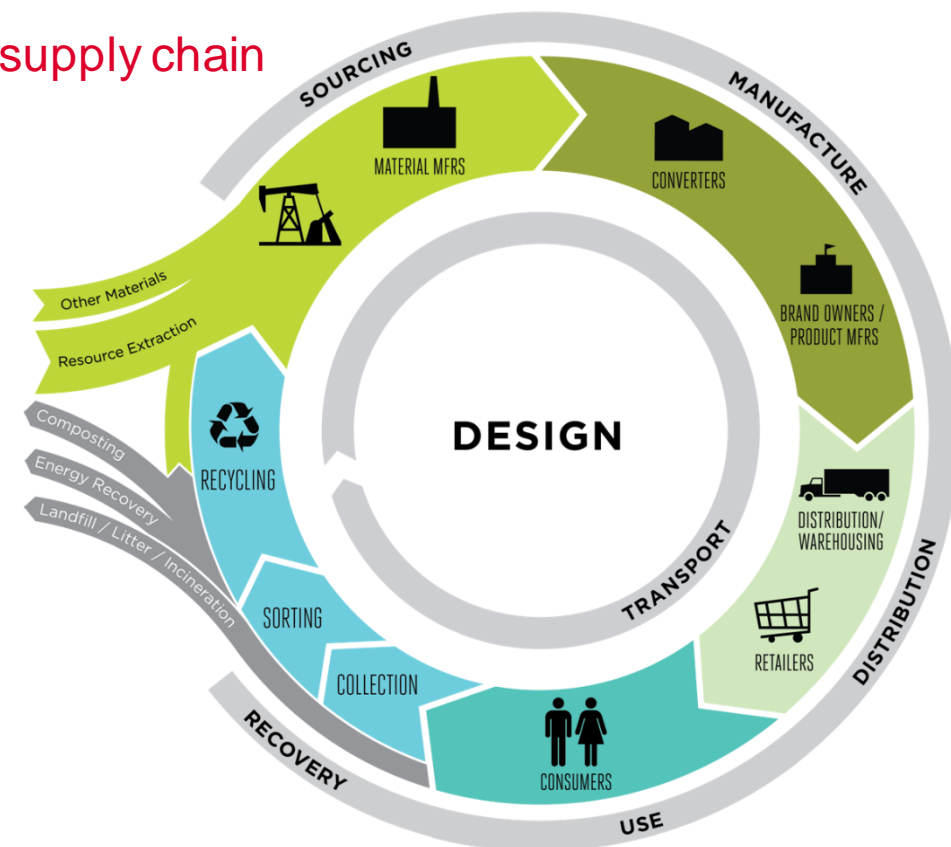 supply chain
SOURCING
MANUFACTURE
MATERIAL MFRS
CONVERTERS
BRAND OWNERS /
PRODUCT MFRS
Other Materials
Resource Extraction
Composting
Energy Recovery
Landfill / Litter / Incineration
RECYCLING
DESIGN
DISTRIBUTION/
WAREHOUSING
TRANSPORT
DISTRIBUTION
SORTING
RETAILERS
COLLECTION
RECOVERY
CONSUMERS
USE